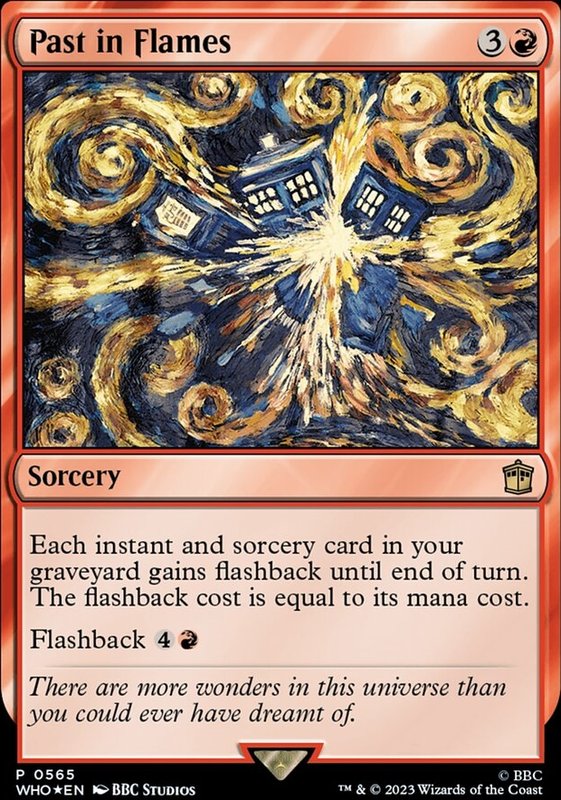 Past in Flames 3
Sorcery
Each instant and sorcery card in your
graveyard gains flashback until end of turn.
The flashback cost is equal to its mana cost.
Flashback 4
There are more wonders in this universe than
you could ever have dreamt of.
P 0565 © BBC
WHO★EN BBC Studios ™ & © 2023 Wizards of the Coast